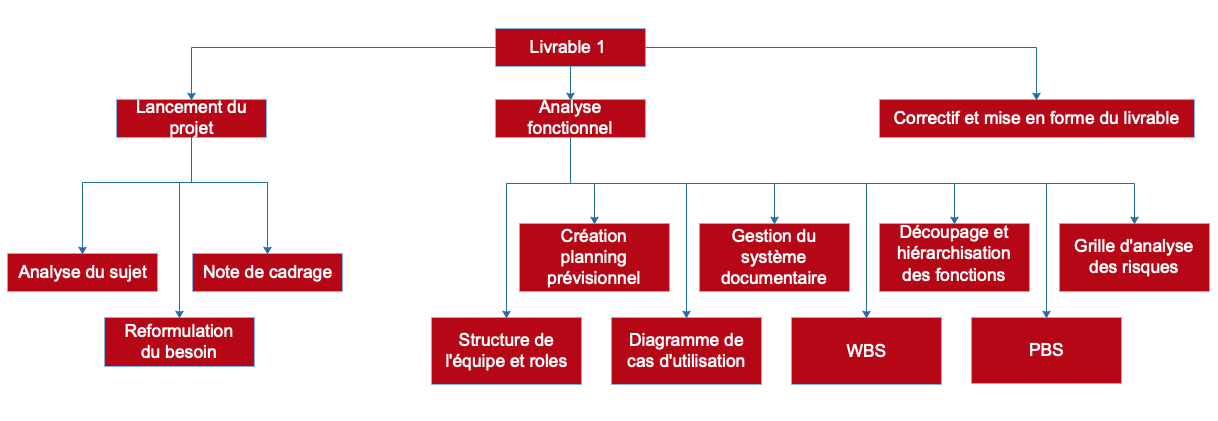 Livrable 1
Lancement du
projet
Analyse
fonctionnel
Correctif et mise en forme du livrable
Analyse du sujet
Note de cadrage
Reformulation
du besoin
Création
planning
prévisionnel
Gestion du
système
documentaire
Découpage et
hiérarchisation
des fonctions
Grille d'analyse
des risques
Structure de
l'équipe et roles
Diagramme de
cas d'utilisation
WBS
PBS